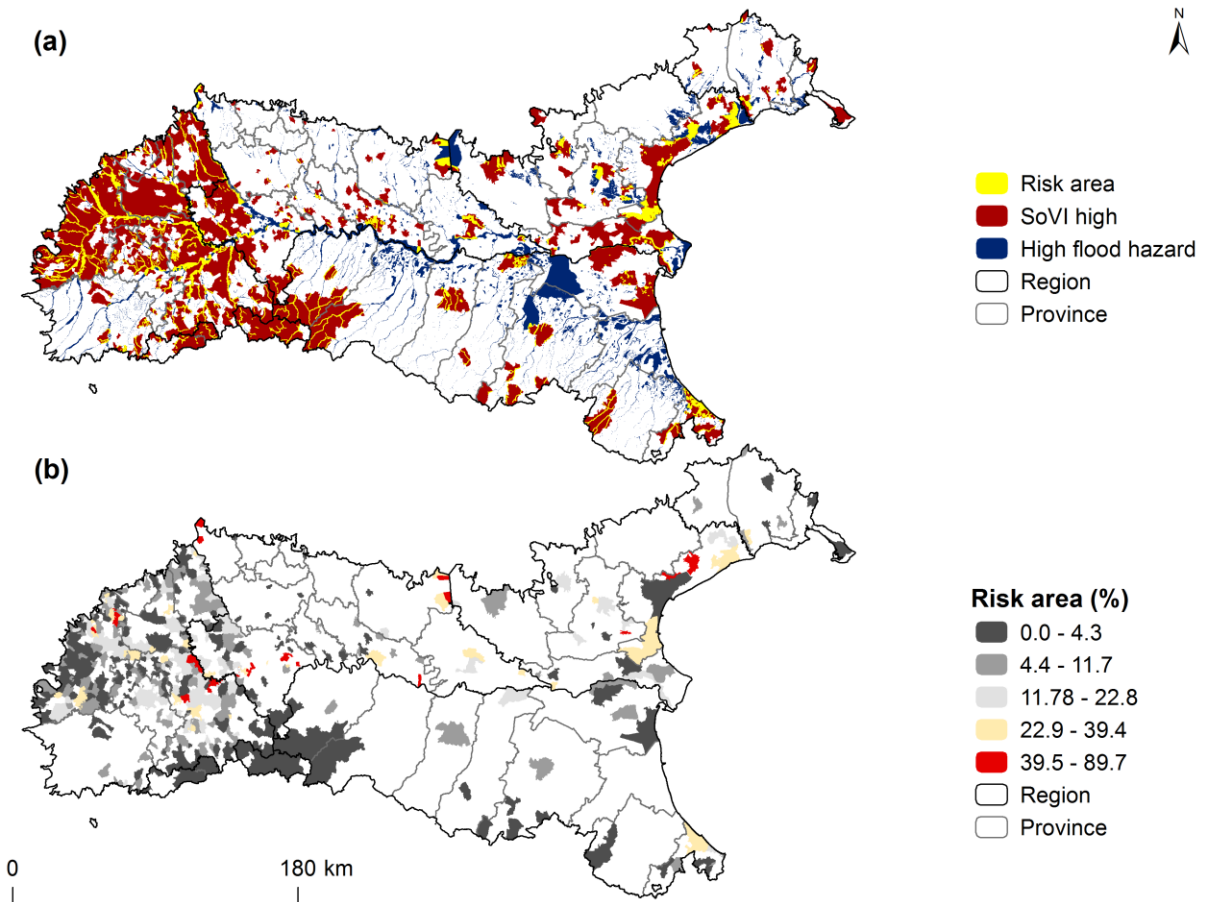 (a)
N
Risk area
SoVI high
High flood hazard
Region
Province
(b)
Risk area (%)
0.0 - 4.3
4.4 - 11.7
11.78 - 22.8
22.9 - 39.4
39.5 - 89.7
Region
Province
0
180 km